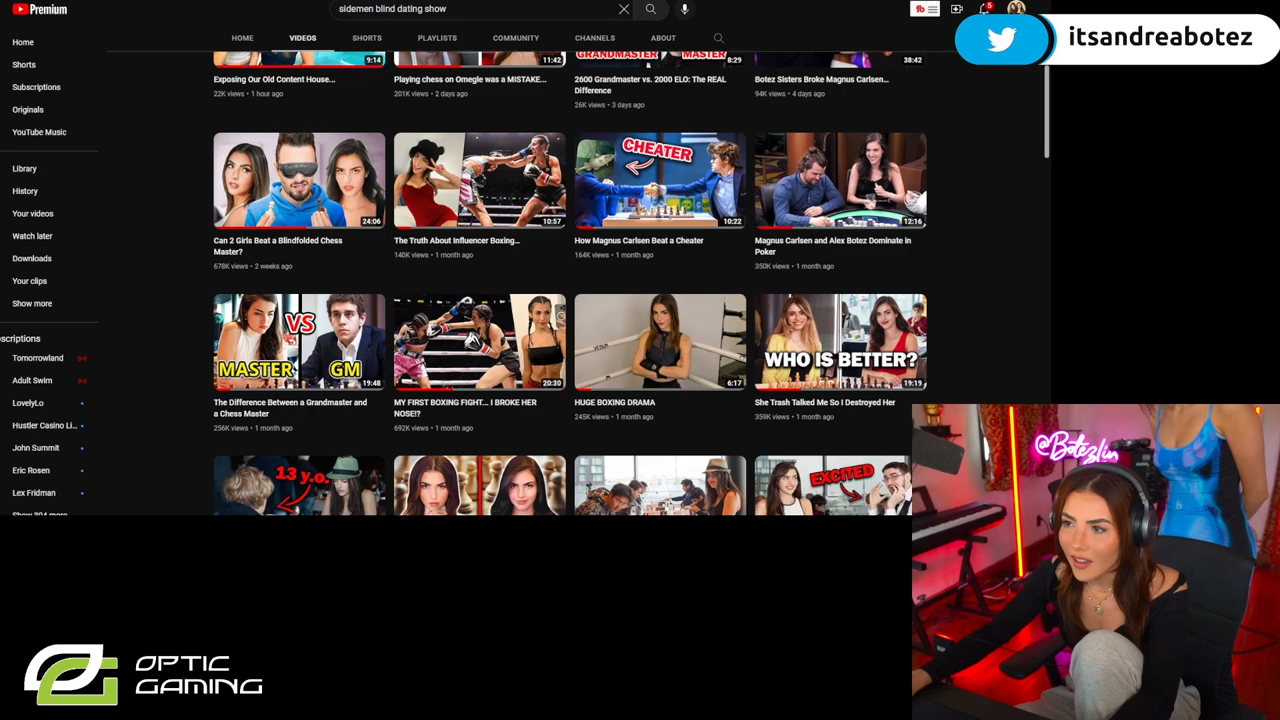 Premium
sidemen blind dating show
5
itsandreabotez
HOME
VIDEOS
SHORTS
PLAYLISTS
COMMUNITY
CHANNELS
ABOUT
Home
Shorts
Subscriptions
Originals
YouTube Music
Library
History
Your videos
Watch later
Downloads
Your clips
Show more
scriptions
Tomorrowland
Adult Swim
LovelyLo
Hustler Casino Li...
John Summit
Eric Rosen
Lex Fridman
9:14
Exposing Our Old Content House...
22K views • 1 hour ago
11:42
Playing chess on Omegle was a MISTAKE...
201K views • 2 days ago
GRANDMASTER
MASTER
8:29
2600 Grandmaster vs. 2000 ELO: The REAL
Difference
26K views • 3 days ago
38:42
Botez Sisters Broke Magnus Carlsen...
94K views • 4 days ago
24:06
Can 2 Girls Beat a Blindfolded Chess
Master?
678K views • 2 weeks ago
10:57
The Truth About Influencer Boxing...
140K views • 1 month ago
CHEATER
10:22
How Magnus Carlsen Beat a Cheater
164K views • 1 month ago
12:16
Magnus Carlsen and Alex Botez Dominate in
Poker
350K views • 1 month ago
VS
MASTER
GM
19:48
The Difference Between a Grandmaster and
a Chess Master
256K views • 1 month ago
20:30
MY FIRST BOXING FIGHT... I BROKE HER
NOSE!?
692K views • 1 month ago
6:17
HUGE BOXING DRAMA
245K views • 1 month ago
WHO IS BETTER?
19:19
She Trash Talked Me So I Destroyed Her
359K views • 1 month ago
13 y.o.
EXCITED
@Botezlin
OPTIC
GAMING